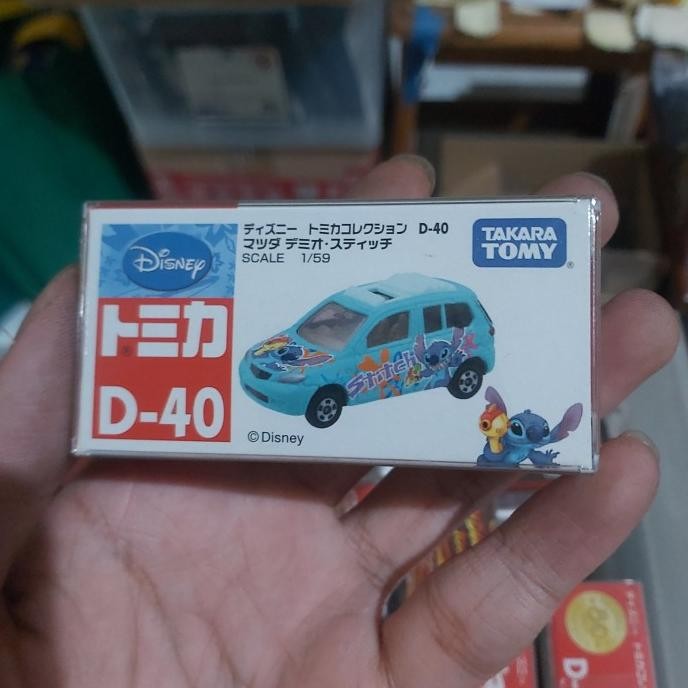 Disney
ディズニー トミカコレクション D-40
マツダ デミオ・スティッチ
SCALE 1/59
TAKARA
TOMY®
トミカ
D-40
Stitch
©Disney